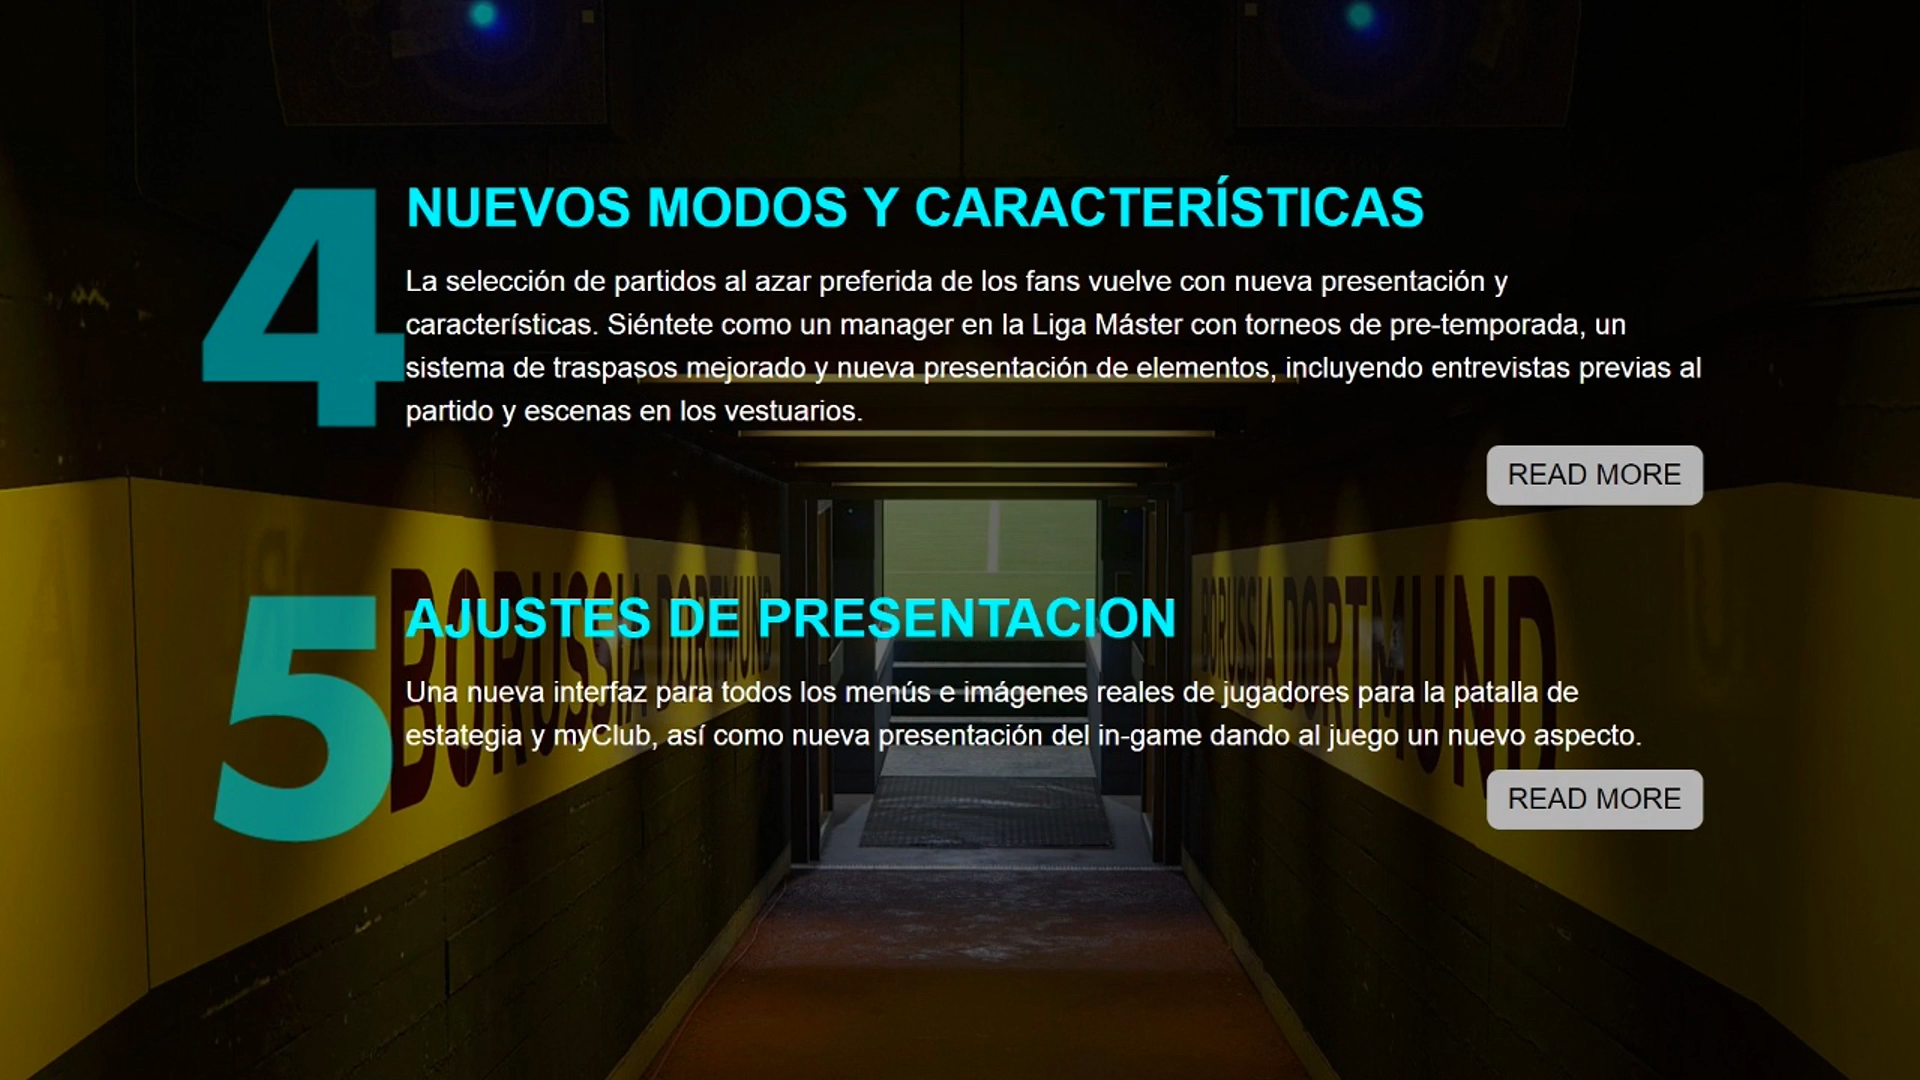 4
NUEVOS MODOS Y CARACTERÍSTICAS
La selección de partidos al azar preferida de los fans vuelve con nueva presentación y
características. Siéntete como un manager en la Liga Máster con torneos de pre-temporada, un
sistema de traspasos mejorado y nueva presentación de elementos, incluyendo entrevistas previas al
partido y escenas en los vestuarios.
READ MORE
BORUSSIA DORTMUND
BORUSSIA DORTMUND
5
AJUSTES DE PRESENTACION
Una nueva interfaz para todos los menús e imágenes reales de jugadores para la patalla de
estategia y myClub, así como nueva presentación del in-game dando al juego un nuevo aspecto.
READ MORE